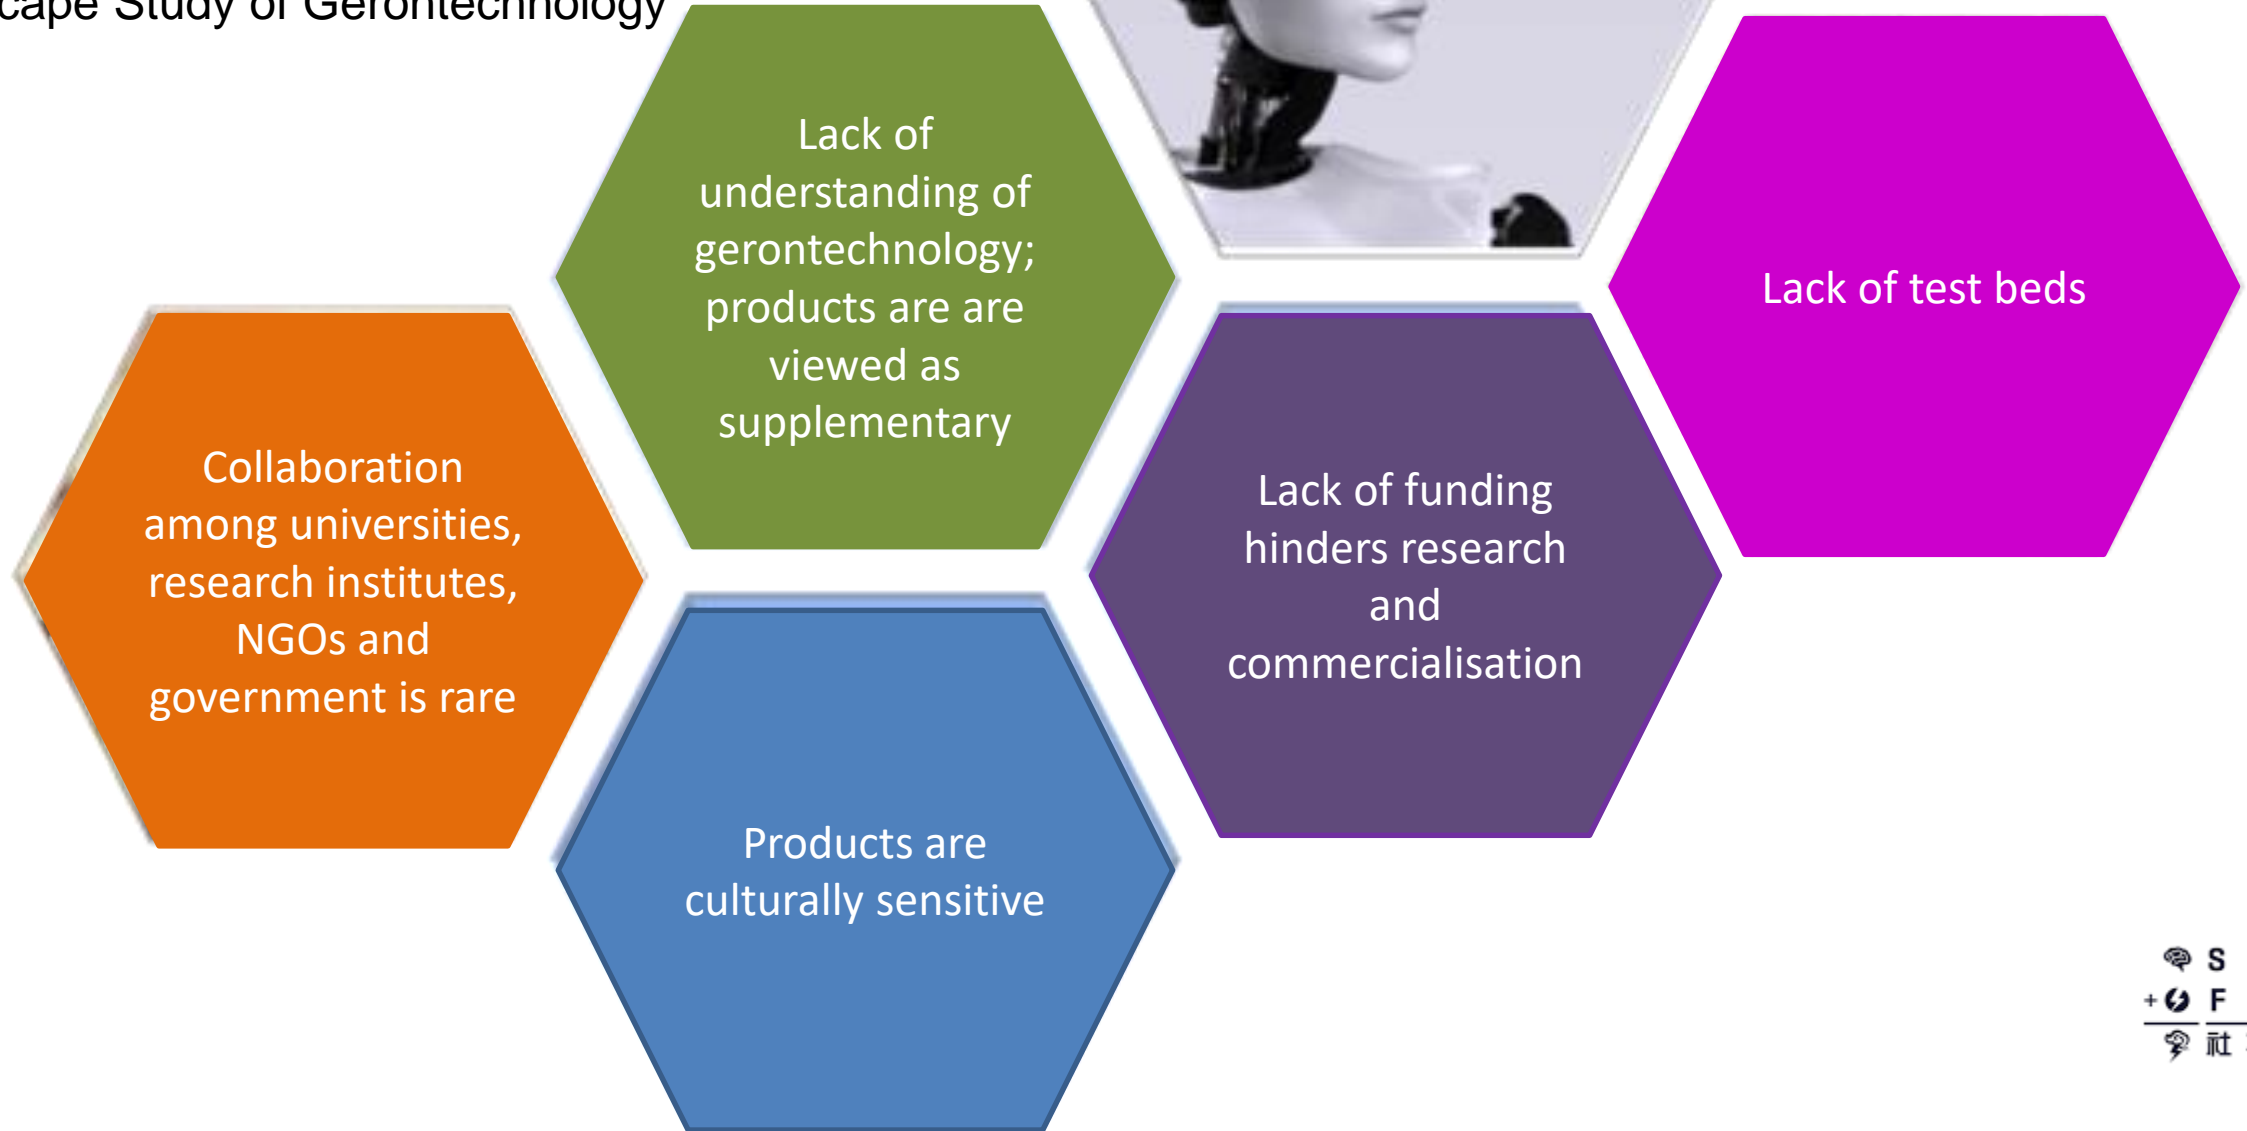 Study of Gerontechnology
Lack of
understanding of
gerontechnology;
products are are
viewed as
supplementary
Lack of test beds
Collaboration
among universities,
research institutes,
NGOs and
government is rare
Lack of funding
hinders research
and
commercialisation
Products are
culturally sensitive
S
+ F
社